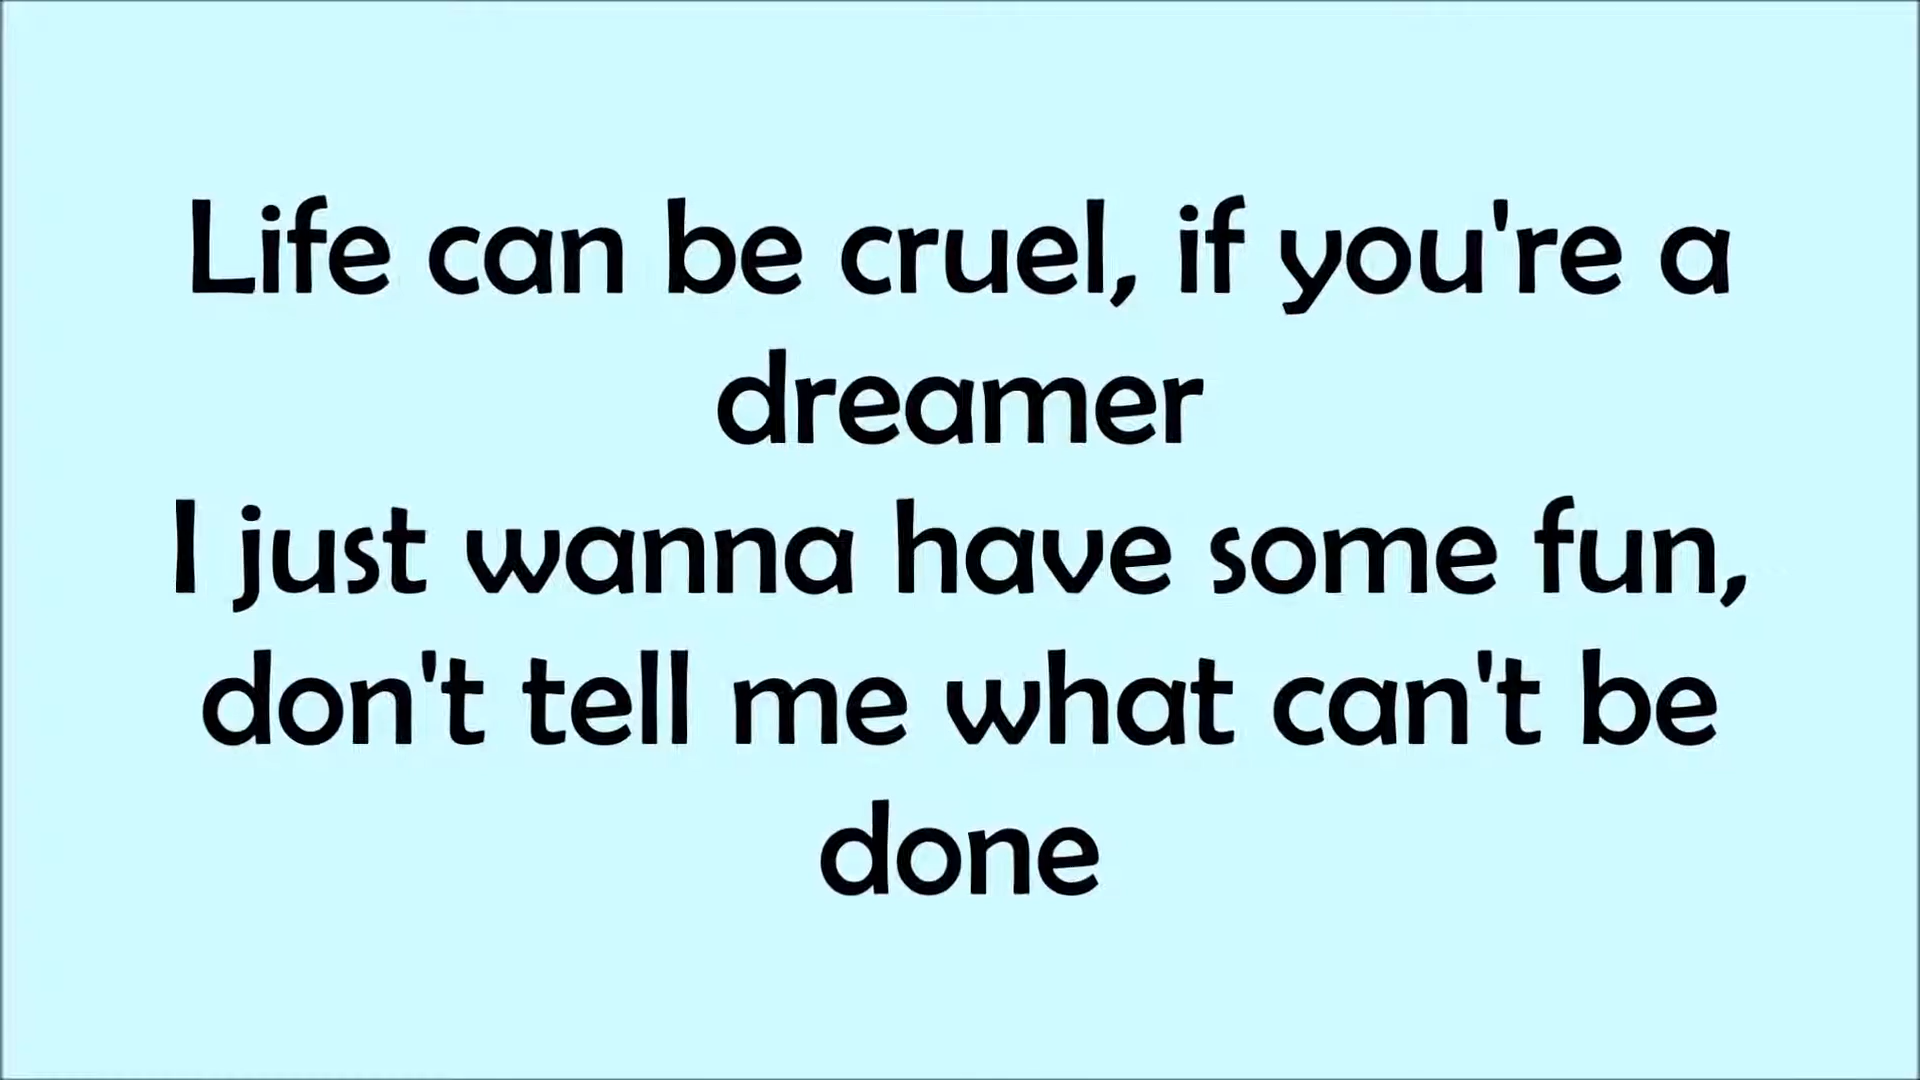 Life can be cruel, if you're a
dreamer
I just wanna have some fun,
don't tell me what can't be
done